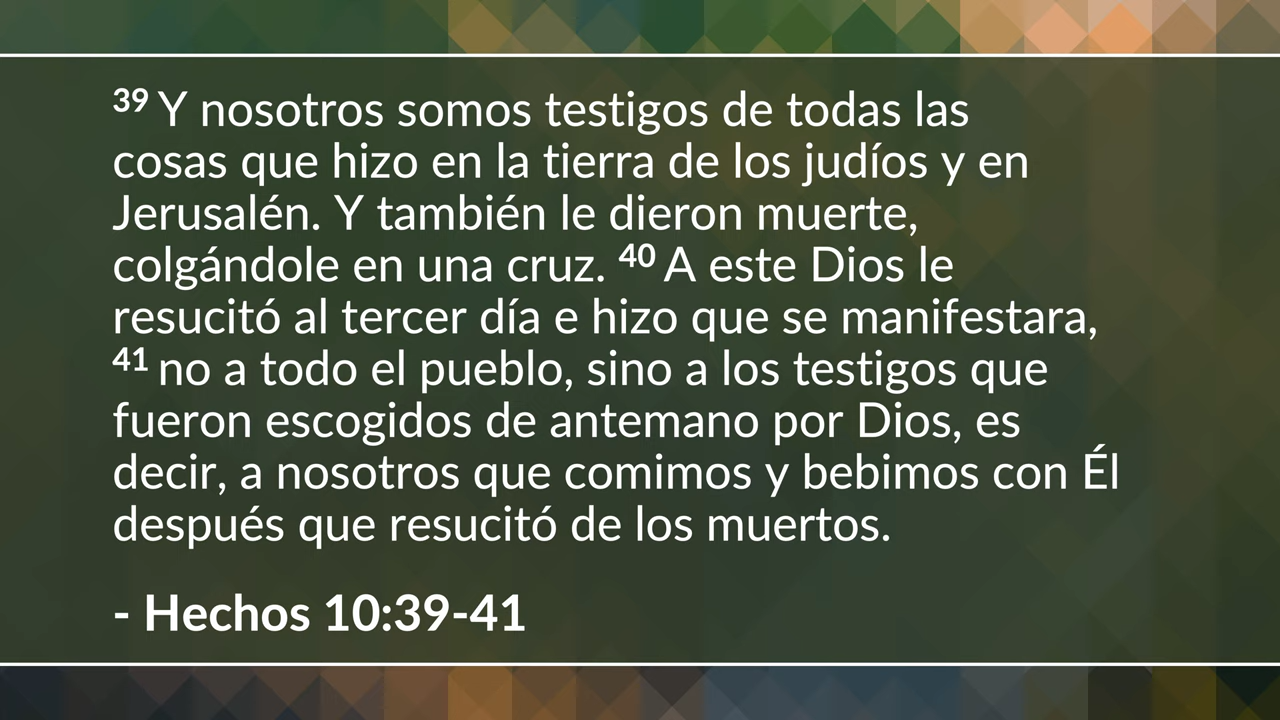 39 Y nosotros somos testigos de todas las
cosas que hizo en la tierra de los judíos y en
Jerusalén. Y también le dieron muerte,
colgándole en una cruz. 40 A este Dios le
resucitó al tercer día e hizo que se manifestara,
41 no a todo el pueblo, sino a los testigos que
fueron escogidos de antemano por Dios, es
decir, a nosotros que comimos y bebimos con Él
después que resucitó de los muertos.
- Hechos 10:39-41